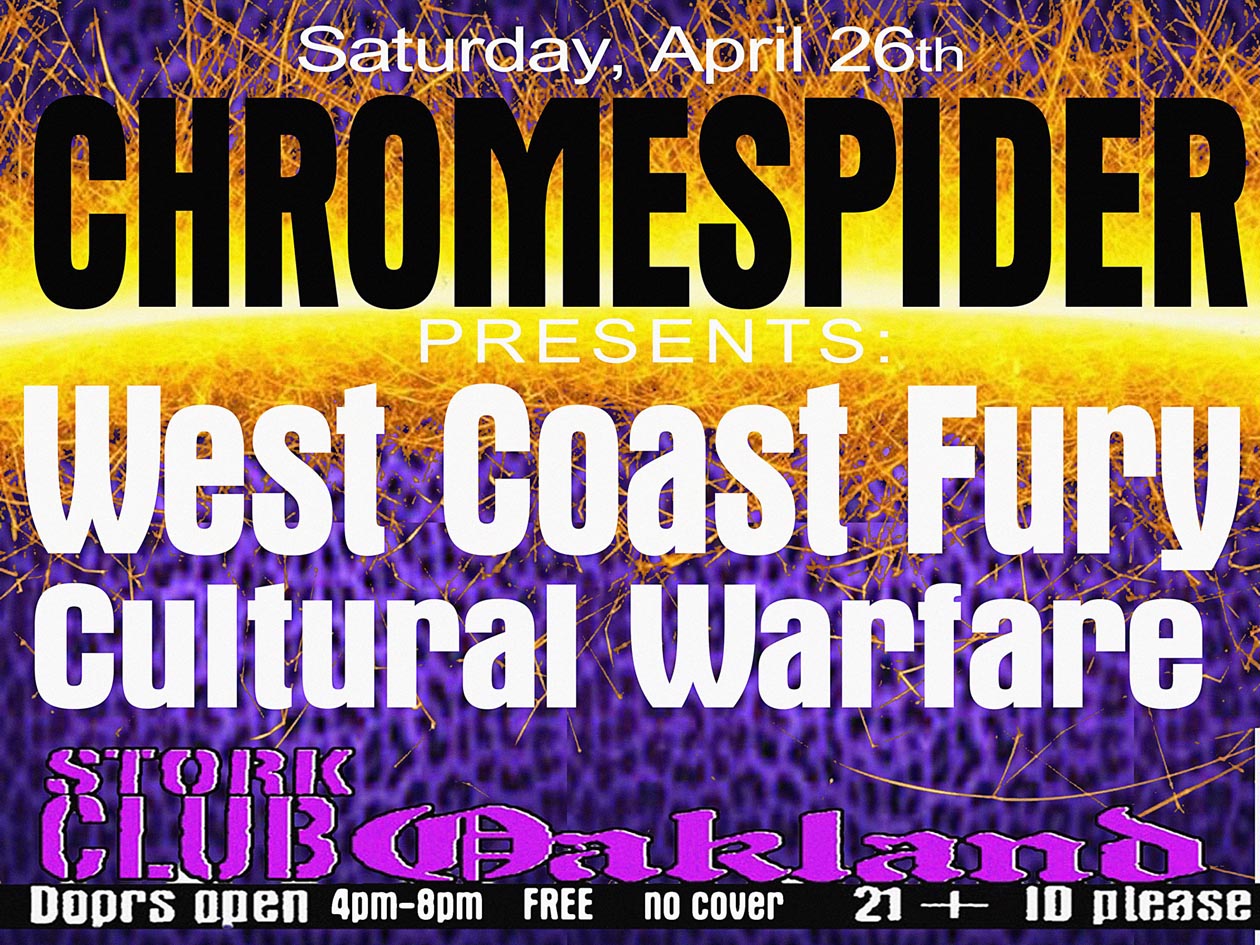 Saturday, April 26th
CHROMESPIDER
PRESENTS:
West Coast Fury
Cultural Warfare
STORK
CLUB Oakland
Doors open 4pm-8pm FREE no cover 21 + ID please